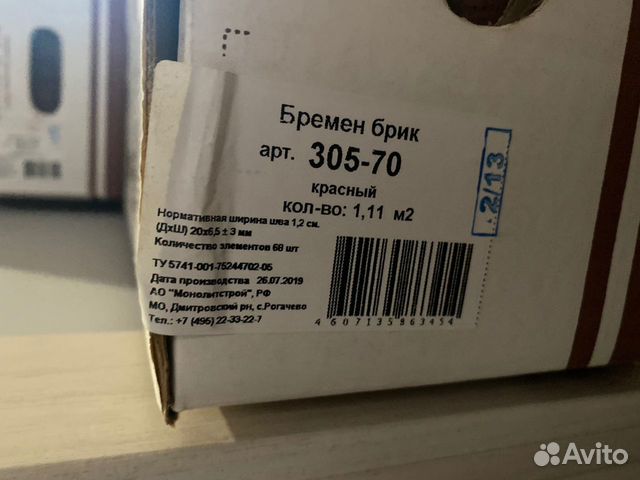 Бремен брик
арт. 305-70
красный
кол-во: 1,11 м2
Нормативная ширина шва 1,2 см.
(ДхШ) 20х6,5 ± 3 мм
Количество элементов 68 шт
ТУ 5741-001-75244702-05
Дата производства 26.07.2019
АО "Монолитстрой", РФ
МО, Дмитровский рн, с.Рогачево
Тел.: +7 (495) 22-33-22-7
4607135863454
2/13
Avito